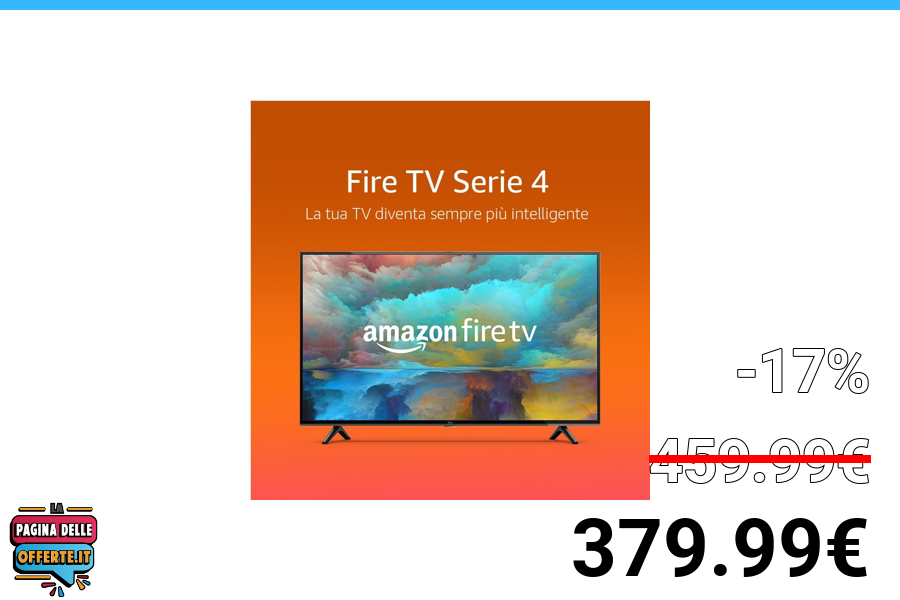 Fire TV Serie 4
La tua TV diventa sempre più intelligente
amazon fire tv
-17%
459.99€
379.99€
LA
PAGINA DELLE
OFFERTE.IT